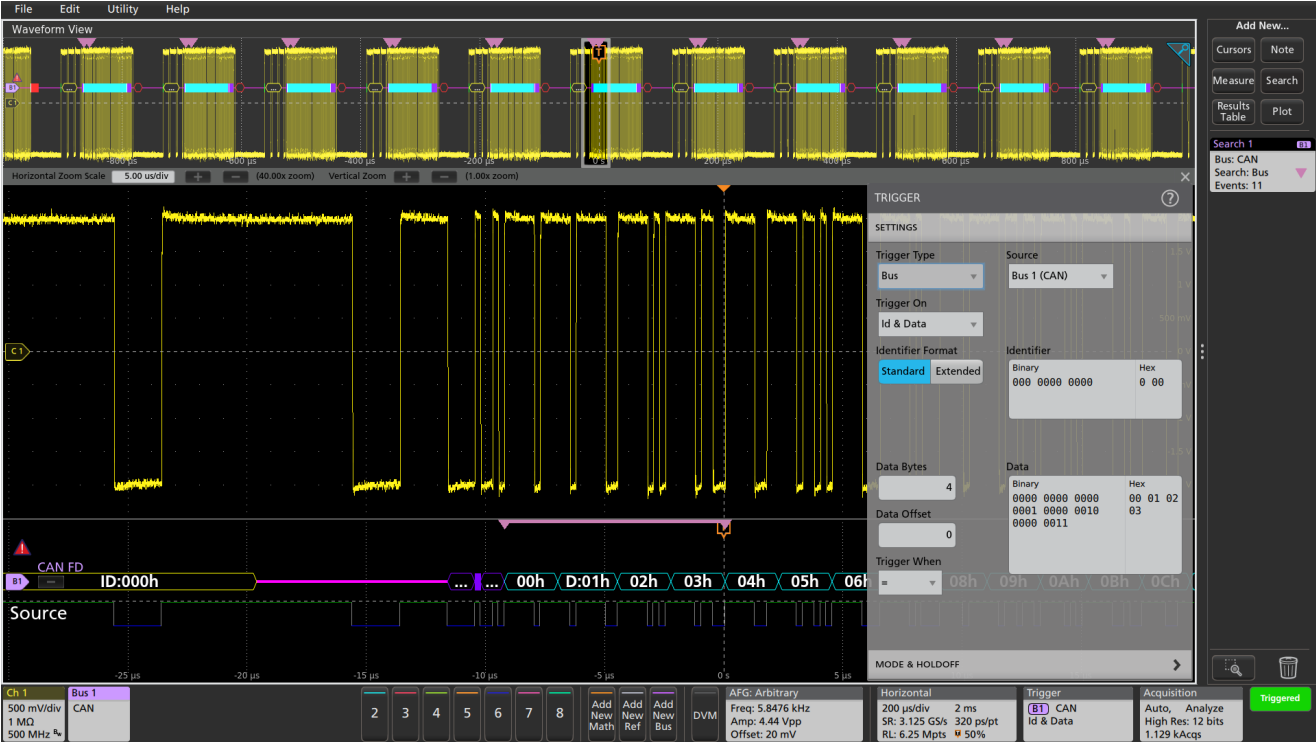 File Edit Utility Help
Waveform View
Add New...
Cursors Note
Measure Search
Results Table Plot
T
B1
C1
-800 µs -600 µs -400 µs -200 µs 0 s 200 µs 400 µs 600 µs 800 µs
Search 1 B1
Bus: CAN
Search: Bus
Events: 11
Horizontal Zoom Scale 5.00 us/div + − (40.00x zoom) Vertical Zoom + − (1.00x zoom)
TRIGGER ?
SETTINGS
Trigger Type Source
Bus Bus 1 (CAN)
Trigger On
Id & Data
Identifier Format Identifier
Standard Extended
Binary Hex
000 0000 0000 0 00
1.5 V
1 V
500 mV
0 V
-1.5 V
C1
Data Bytes Data
4
Binary Hex
0000 0000 0000 00 01 02
0001 0000 0010 03
0000 0011
Data Offset
0
Trigger When
=
MODE & HOLDOFF
CAN FD
B1 − ID:000h ... ... 00h D:01h 02h 03h 04h 05h 06h 08h 09h 0Ah 0Bh 0Ch
Source
-25 µs -20 µs -15 µs -10 µs -5 µs 0 s 5 µs
Ch 1
500 mV/div
1 MΩ
500 MHz Bw
Bus 1
CAN
2 3 4 5 6 7 8
Add New Math
Add New Ref
Add New Bus
DVM
AFG: Arbitrary
Freq: 5.8476 kHz
Amp: 4.44 Vpp
Offset: 20 mV
Horizontal
200 µs/div 2 ms
SR: 3.125 GS/s 320 ps/pt
RL: 6.25 Mpts 50%
Trigger
B1 CAN
Id & Data
Acquisition
Auto, Analyze
High Res: 12 bits
1.129 kAcqs
Triggered